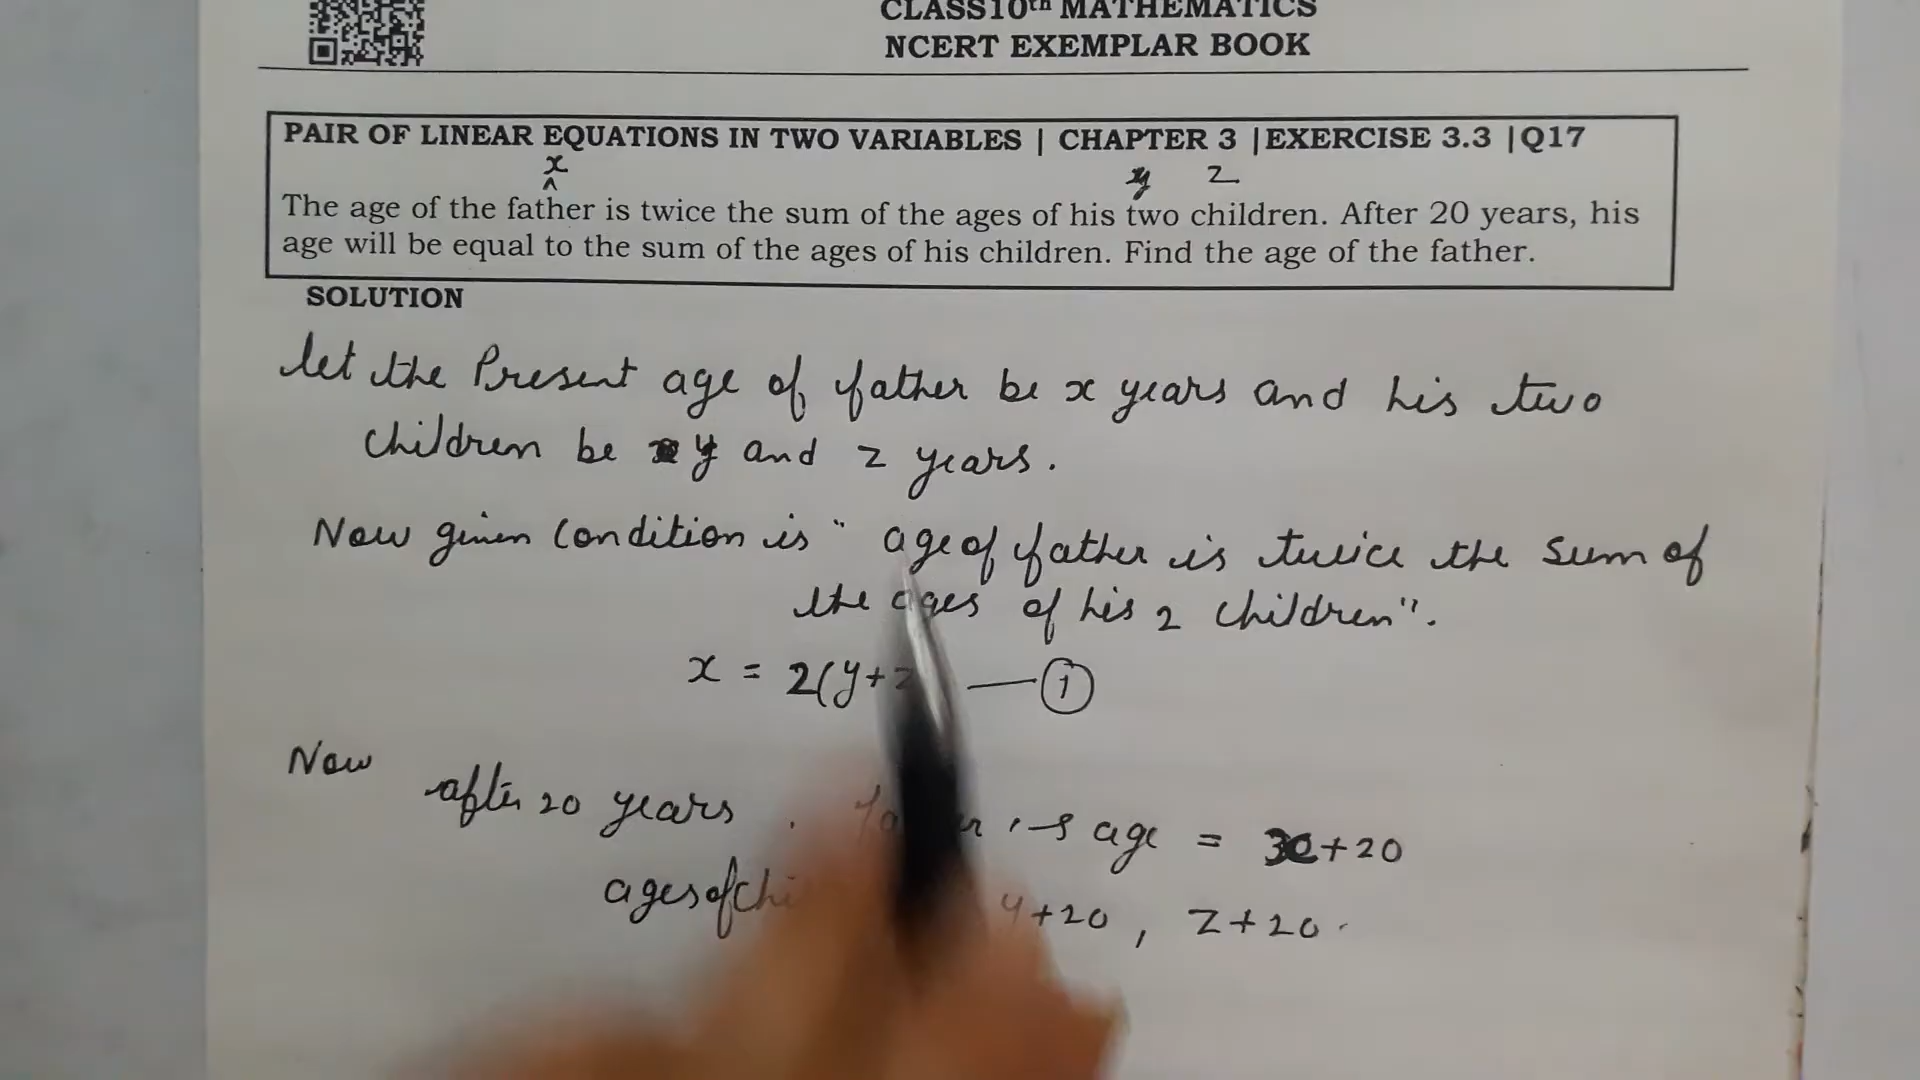 CLASS10th MATHEMATICS
NCERT EXEMPLAR BOOK
PAIR OF LINEAR EQUATIONS IN TWO VARIABLES | CHAPTER 3 |EXERCISE 3.3 |Q17
x y z
The age of the father is twice the sum of the ages of his two children. After 20 years, his
age will be equal to the sum of the ages of his children. Find the age of the father.
SOLUTION
let the Present age of father be x years and his two
children be y and z years.
Now given condition is " age of father is twice the sum of
the ages of his 2 children".
x = 2(y+z — ①
Now
after 20 years, age = x+20
ages of y+20, z+20.